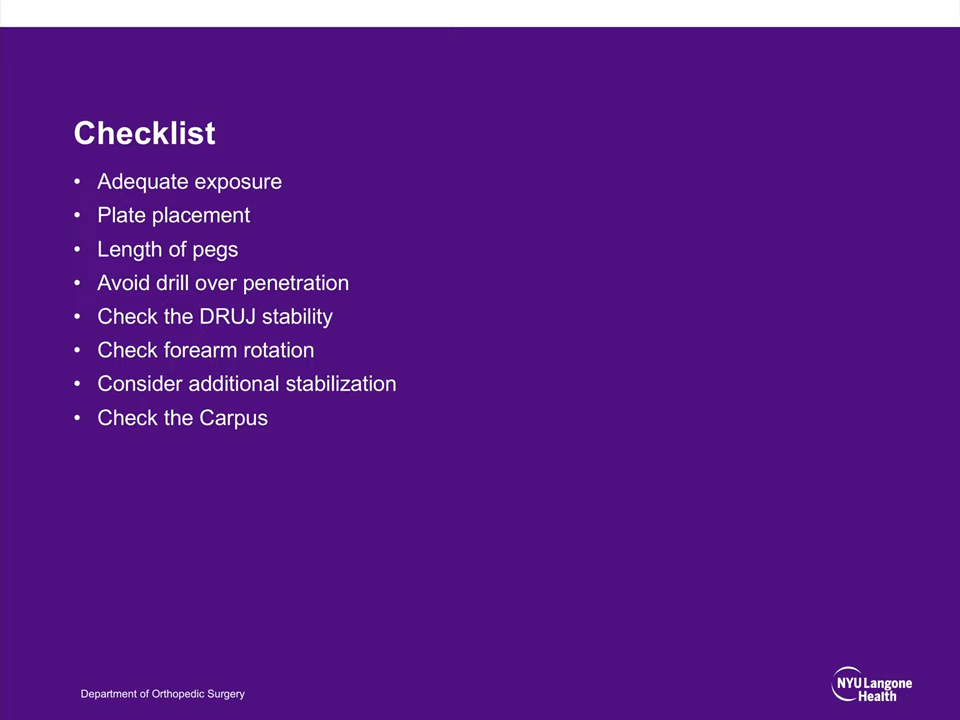 Checklist
• Adequate exposure
• Plate placement
• Length of pegs
• Avoid drill over penetration
• Check the DRUJ stability
• Check forearm rotation
• Consider additional stabilization
• Check the Carpus
Department of Orthopedic Surgery
NYU Langone
Health